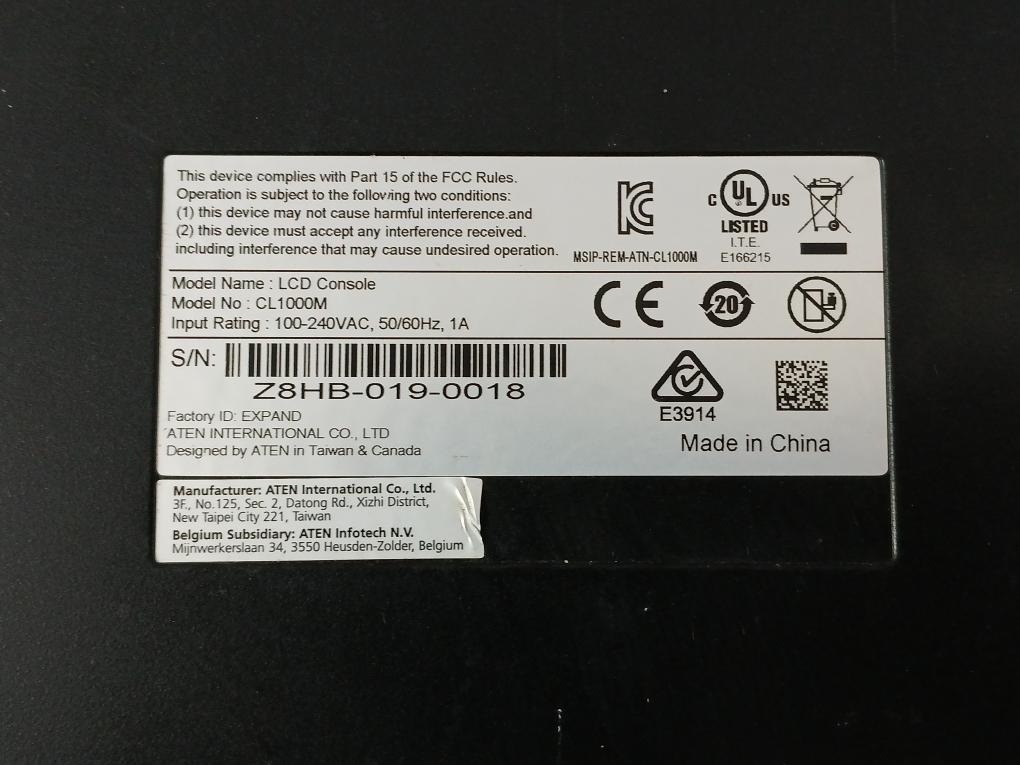 This device complies with Part 15 of the FCC Rules.
Operation is subject to the following two conditions:
(1) this device may not cause harmful interference.and
(2) this device must accept any interference received.
including interference that may cause undesired operation.
MSIP-REM-ATN-CL1000M
C UL US
LISTED
I.T.E.
E166215
Model Name : LCD Console
Model No : CL1000M
Input Rating : 100-240VAC, 50/60Hz, 1A
CE
20
S/N:
Z8HB-019-0018
Factory ID: EXPAND
ATEN INTERNATIONAL CO., LTD
Designed by ATEN in Taiwan & Canada
E3914
Made in China
Manufacturer: ATEN International Co., Ltd.
3F., No.125, Sec. 2, Datong Rd., Xizhi District,
New Taipei City 221, Taiwan
Belgium Subsidiary: ATEN Infotech N.V.
Mijnwerkerslaan 34, 3550 Heusden-Zolder, Belgium